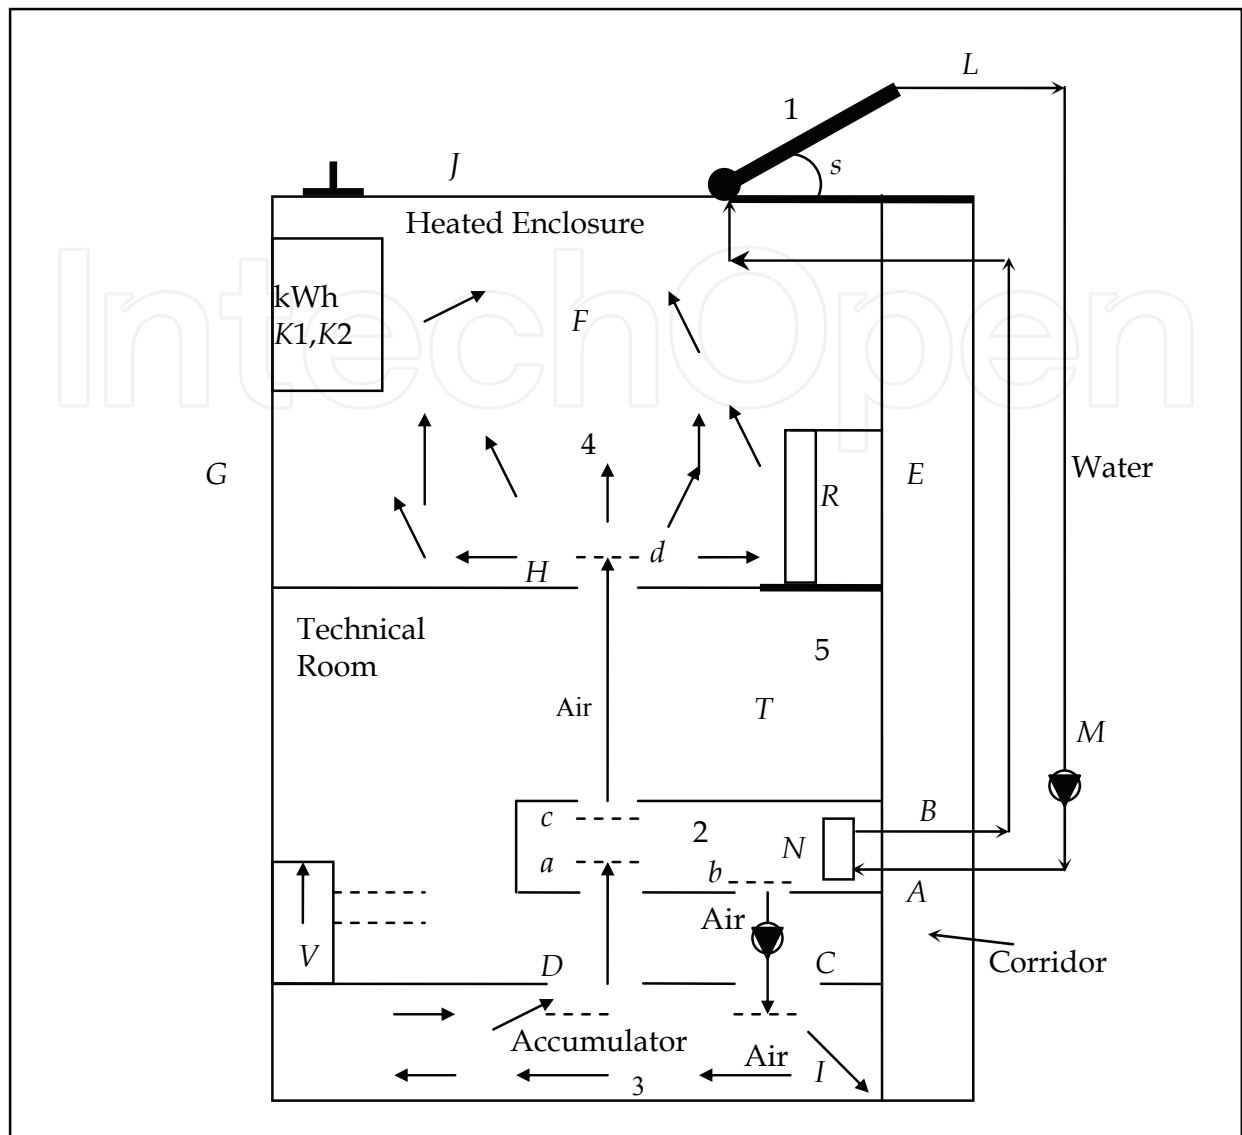 L
1
s
J
Heated Enclosure
IntechOpen
kWh
K1,K2
F
4
G
Water
E
R
d
H
Technical
Room
5
Air
T
M
c
B
2
N
a
b
A
Air
V
D
C
Corridor
Accumulator
Air
I
3